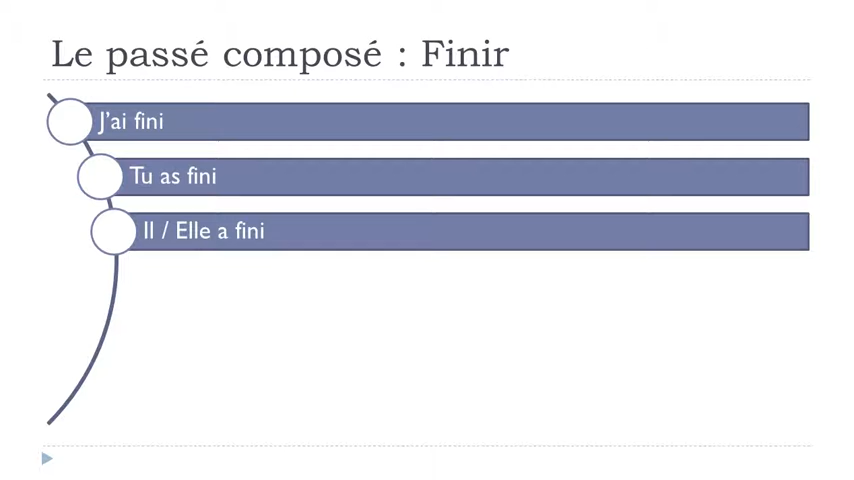 Le passé composé : Finir
J’ai fini
Tu as fini
Il / Elle a fini